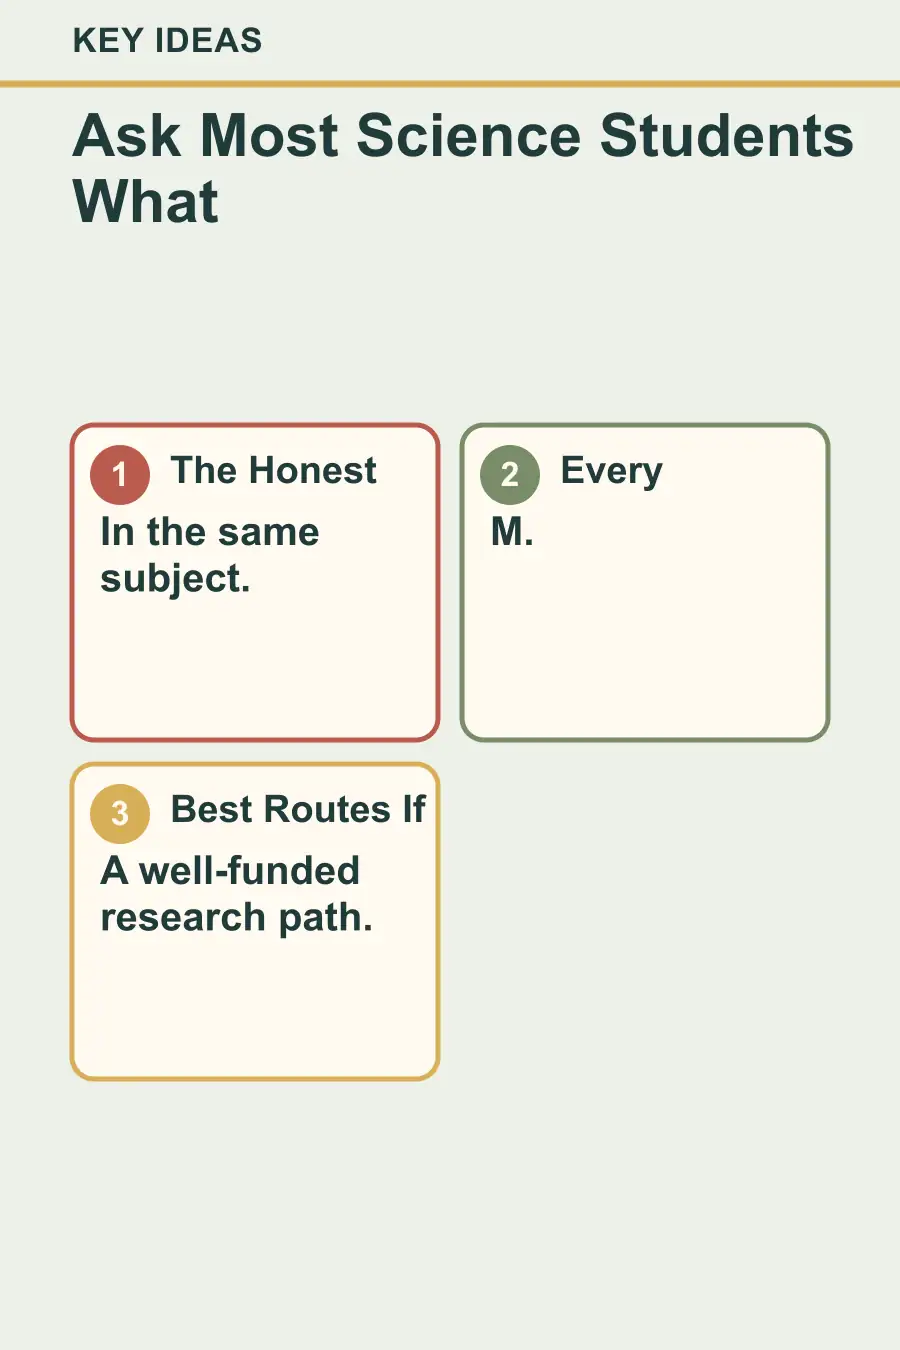 KEY IDEAS
Ask Most Science Students
What
1 The Honest
In the same
subject.
2 Every
M.
3 Best Routes If
A well-funded
research path.